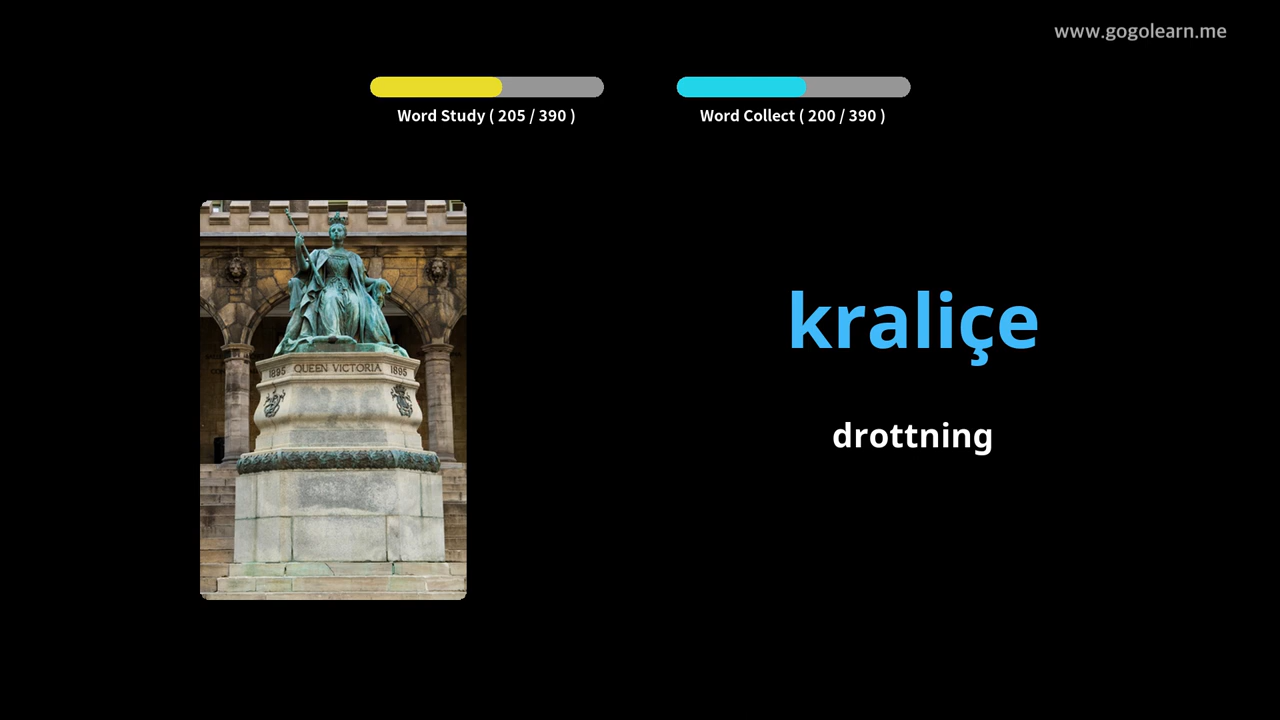 www.gogolearn.me
Word Study ( 205 / 390 )
Word Collect ( 200 / 390 )
1895 QUEEN VICTORIA 1895
kraliçe
drottning